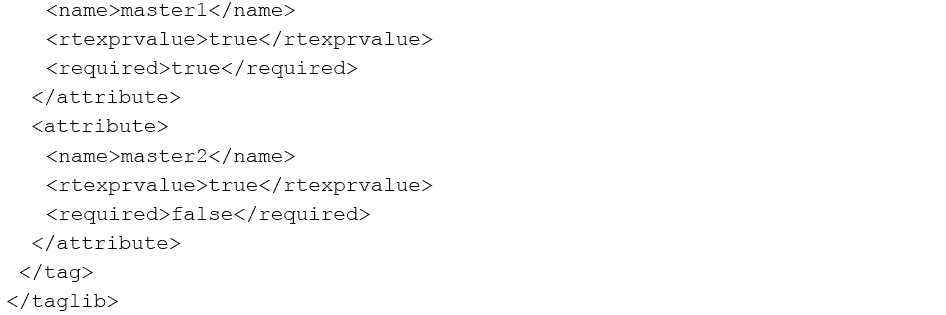 <name>master1</name>
<rtexprvalue>true</rtexprvalue>
<required>true</required>
</attribute>
<attribute>
<name>master2</name>
<rtexprvalue>true</rtexprvalue>
<required>false</required>
</attribute>
</tag>
</taglib>